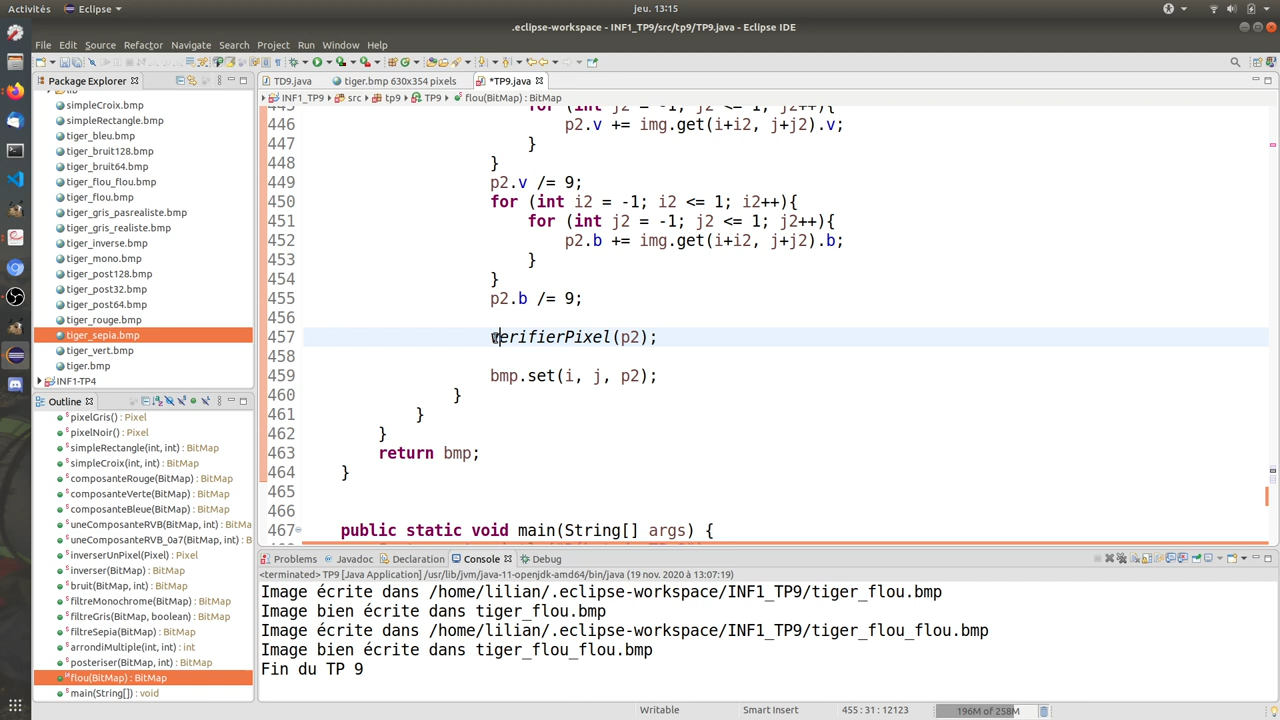 Activités
Eclipse
jeu. 13:15
.eclipse-workspace - INF1_TP9/src/tp9/TP9.java - Eclipse IDE
File Edit Source Refactor Navigate Search Project Run Window Help
Package Explorer
simpleCroix.bmp
simpleRectangle.bmp
tiger_bleu.bmp
tiger_bruit128.bmp
tiger_bruit64.bmp
tiger_flou_flou.bmp
tiger_flou.bmp
tiger_gris_pasrealiste.bmp
tiger_gris_realiste.bmp
tiger_inverse.bmp
tiger_mono.bmp
tiger_post128.bmp
tiger_post32.bmp
tiger_post64.bmp
tiger_rouge.bmp
tiger_sepia.bmp
tiger_vert.bmp
tiger.bmp
INF1-TP4
Outline
pixelGris() : Pixel
pixelNoir() : Pixel
simpleRectangle(int, int) : BitMap
simpleCroix(int, int) : BitMap
composanteRouge(BitMap) : BitMap
composanteVerte(BitMap) : BitMap
composanteBleue(BitMap) : BitMap
uneComposanteRVB(BitMap, int) : BitMa
uneComposanteRVB_0a7(BitMap, int) : B
inverserUnPixel(Pixel) : Pixel
inverser(BitMap) : BitMap
bruit(BitMap, int) : BitMap
filtreMonochrome(BitMap) : BitMap
filtreGris(BitMap, boolean) : BitMap
filtreSepia(BitMap) : BitMap
arrondiMultiple(int, int) : int
posteriser(BitMap, int) : BitMap
flou(BitMap) : BitMap
main(String[]) : void
TD9.java tiger.bmp 630x354 pixels *TP9.java
INF1_TP9 src tp9 TP9 flou(BitMap) : BitMap
445 for (int j2 = -1; j2 <= 1; j2++){
446 p2.v += img.get(i+i2, j+j2).v;
447 }
448 }
449 p2.v /= 9;
450 for (int i2 = -1; i2 <= 1; i2++){
451 for (int j2 = -1; j2 <= 1; j2++){
452 p2.b += img.get(i+i2, j+j2).b;
453 }
454 }
455 p2.b /= 9;
456
457 verifierPixel(p2);
458
459 bmp.set(i, j, p2);
460 }
461 }
462 }
463 return bmp;
464 }
465
467 public static void main(String[] args) {
Problems Javadoc Declaration Console Debug
<terminated> TP9 [Java Application] /usr/lib/jvm/java-11-openjdk-amd64/bin/java (19 nov. 2020 à 13:07:19)
Image écrite dans /home/lilian/.eclipse-workspace/INF1_TP9/tiger_flou.bmp
Image bien écrite dans tiger_flou.bmp
Image écrite dans /home/lilian/.eclipse-workspace/INF1_TP9/tiger_flou_flou.bmp
Image bien écrite dans tiger_flou_flou.bmp
Fin du TP 9
Writable Smart Insert 455 : 31 : 12123 196M of 258M